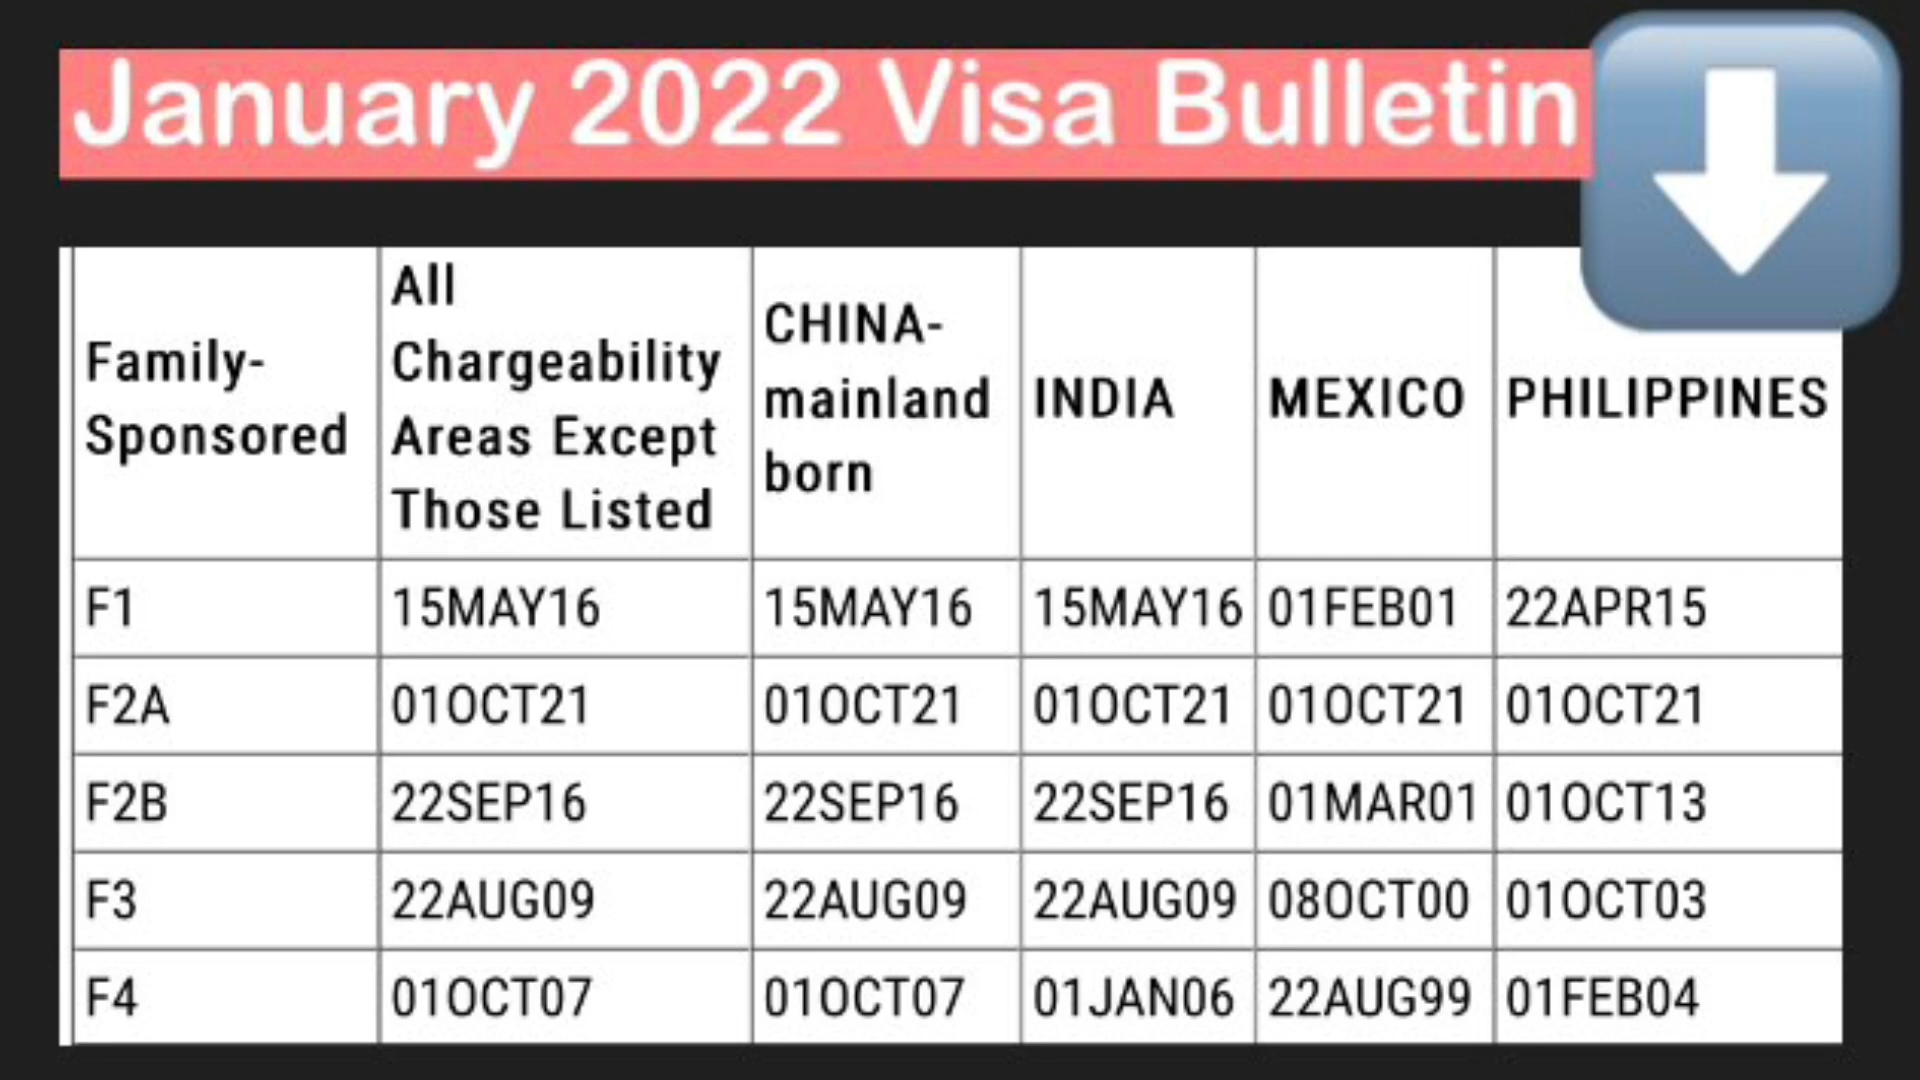 January 2022 Visa Bulletin
Family-
Sponsored
All
Chargeability
Areas Except
Those Listed
CHINA-
mainland
born
INDIA
MEXICO
PHILIPPINES
F1 15MAY16 15MAY16 15MAY16 01FEB01 22APR15
F2A 01OCT21 01OCT21 01OCT21 01OCT21 01OCT21
F2B 22SEP16 22SEP16 22SEP16 01MAR01 01OCT13
F3 22AUG09 22AUG09 22AUG09 08OCT00 01OCT03
F4 01OCT07 01OCT07 01JAN06 22AUG99 01FEB04